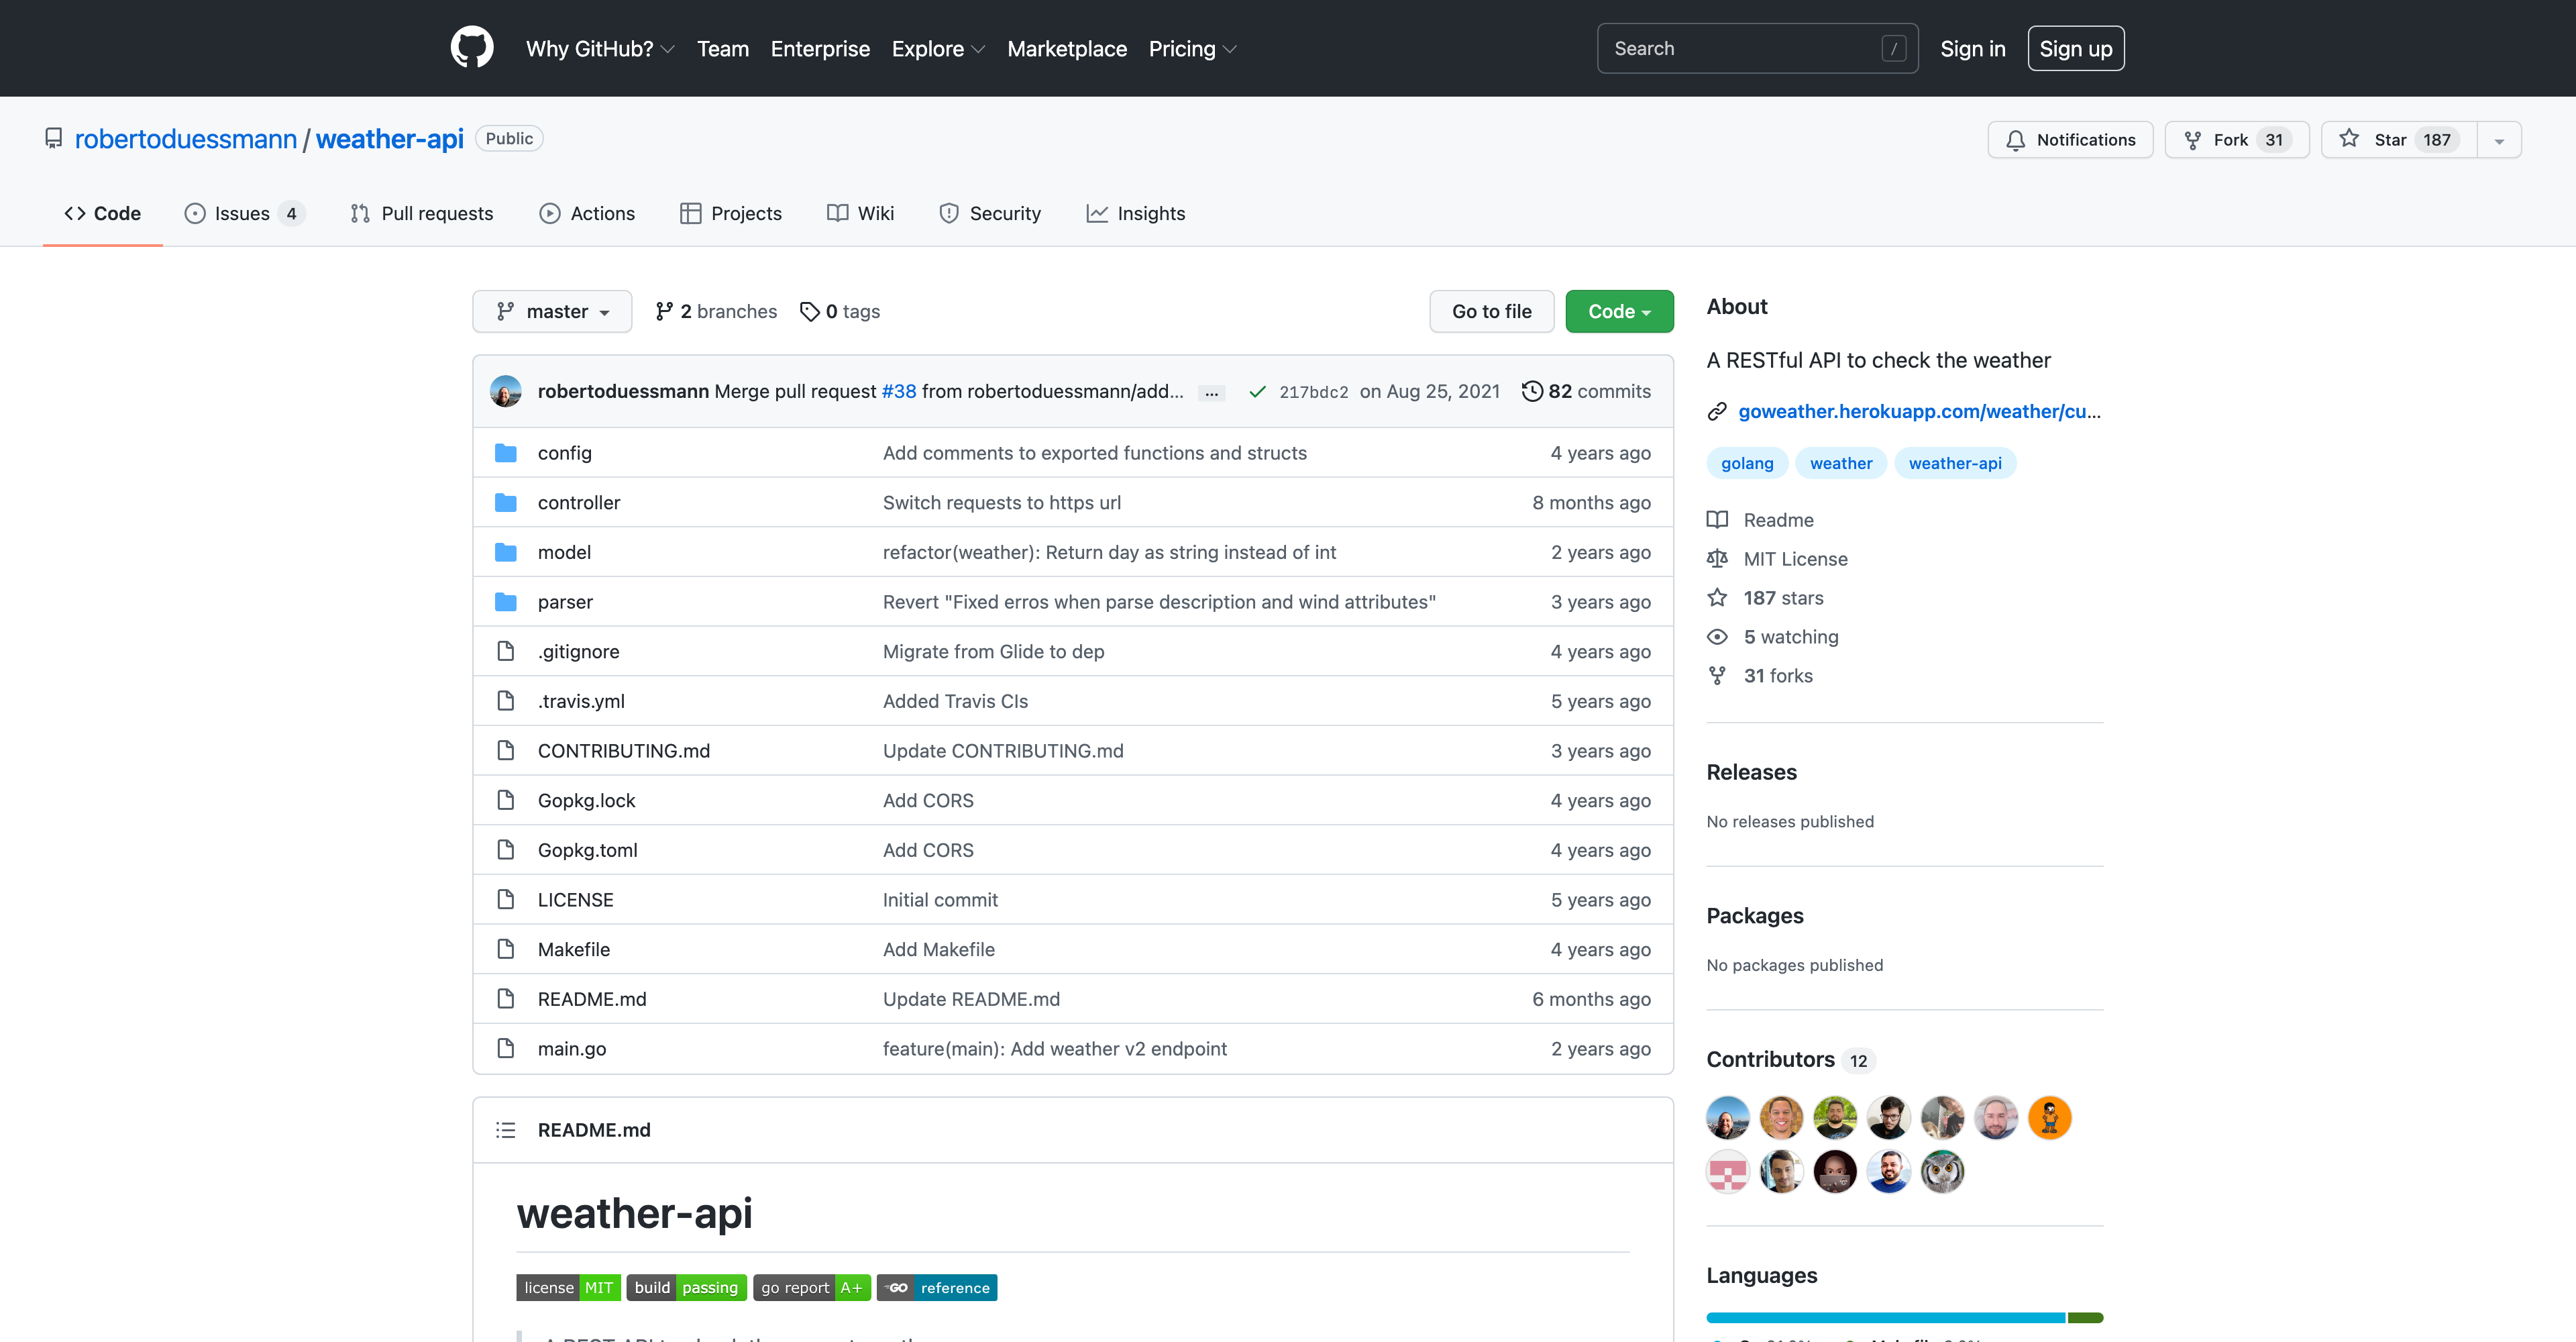 Why GitHub? Team Enterprise Explore Marketplace Pricing Search / Sign in Sign up
robertoduessmann / weather-api Public Notifications Fork 31 Star 187
Code Issues 4 Pull requests Actions Projects Wiki Security Insights
master 2 branches 0 tags Go to file Code
robertoduessmann Merge pull request #38 from robertoduessmann/add... ... 217bdc2 on Aug 25, 2021 82 commits
config Add comments to exported functions and structs 4 years ago
controller Switch requests to https url 8 months ago
model refactor(weather): Return day as string instead of int 2 years ago
parser Revert "Fixed erros when parse description and wind attributes" 3 years ago
.gitignore Migrate from Glide to dep 4 years ago
.travis.yml Added Travis CIs 5 years ago
CONTRIBUTING.md Update CONTRIBUTING.md 3 years ago
Gopkg.lock Add CORS 4 years ago
Gopkg.toml Add CORS 4 years ago
LICENSE Initial commit 5 years ago
Makefile Add Makefile 4 years ago
README.md Update README.md 6 months ago
main.go feature(main): Add weather v2 endpoint 2 years ago
README.md
weather-api
license MIT build passing go report A+ GO reference
About
A RESTful API to check the weather
goweather.herokuapp.com/weather/cu...
golang weather weather-api
Readme
MIT License
187 stars
5 watching
31 forks
Releases
No releases published
Packages
No packages published
Contributors 12
Languages